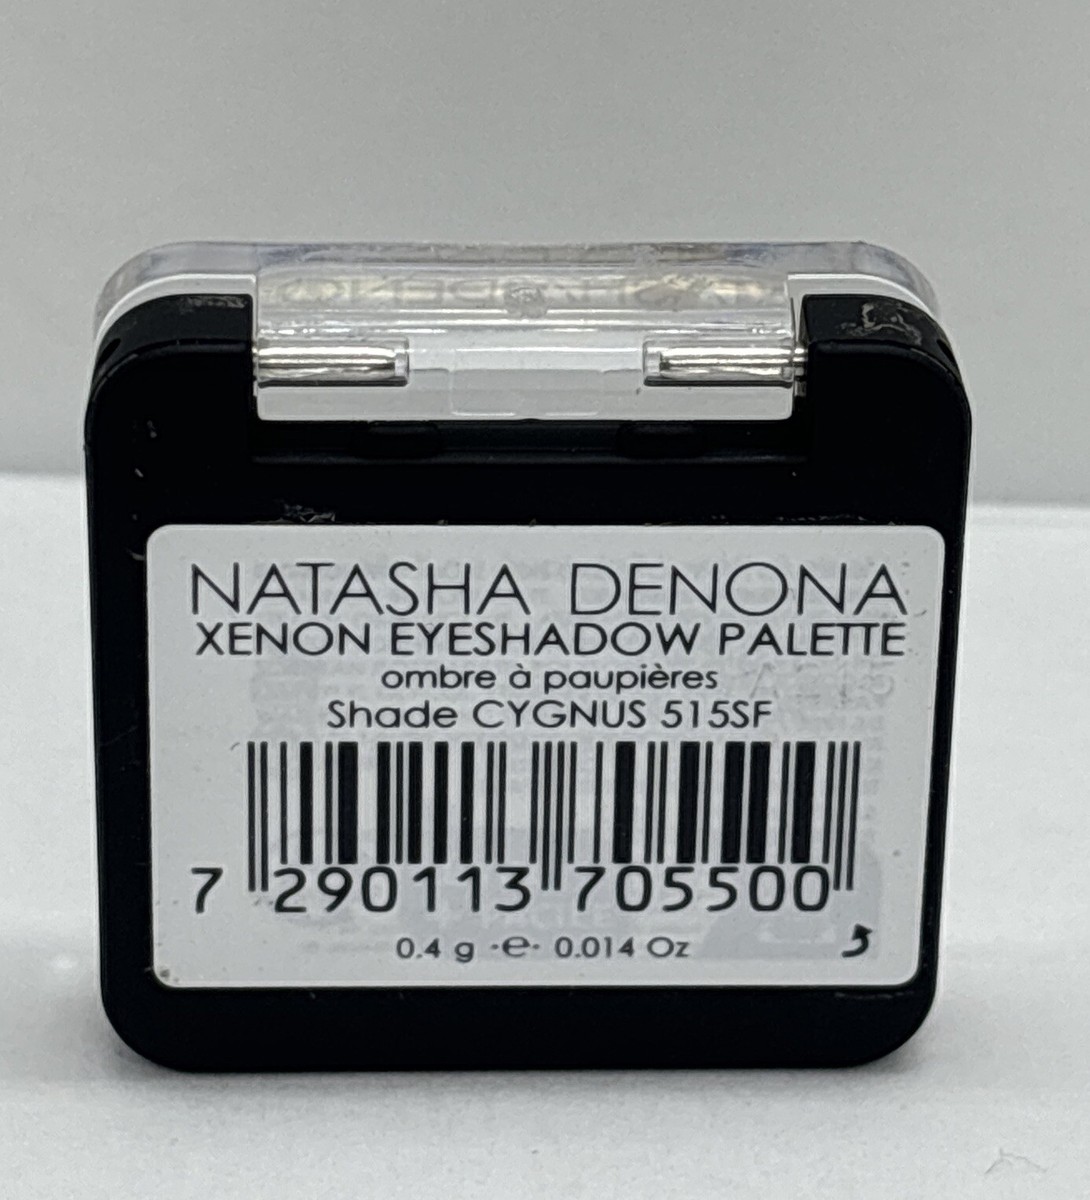 NATASHA DENONA
XENON EYESHADOW PALETTE
ombre à paupières
Shade CYGNUS 515SF
7 290113 705500
0.4 g ·e· 0.014 Oz